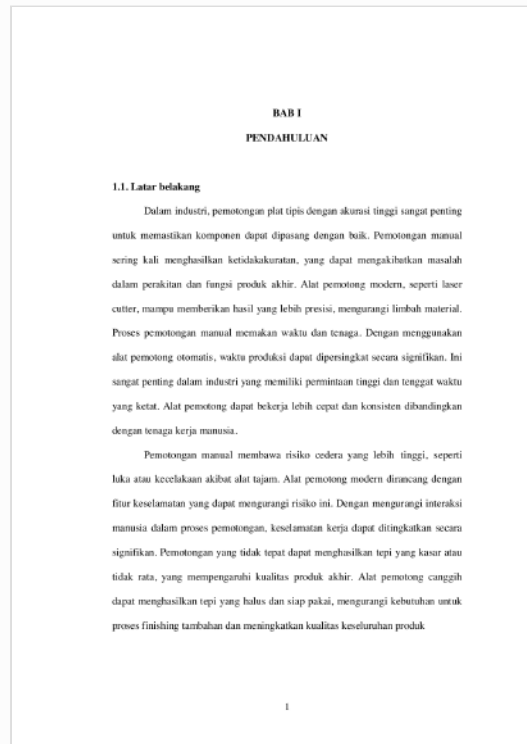 BAB I
PENDAHULUAN
1.1. Latar belakang
Dalam industri, pemotongan plat tipis dengan akurasi tinggi sangat penting
untuk memastikan komponen dapat dipasang dengan baik. Pemotongan manual
sering kali menghasilkan ketidakakuratan, yang dapat mengakibatkan masalah
dalam perakitan dan fungsi produk akhir. Alat pemotong modern, seperti laser
cutter, mampu memberikan hasil yang lebih presisi, mengurangi limbah material.
Proses pemotongan manual memakan waktu dan tenaga. Dengan menggunakan
alat pemotong otomatis, waktu produksi dapat dipersingkat secara signifikan. Ini
sangat penting dalam industri yang memiliki permintaan tinggi dan tenggat waktu
yang ketat. Alat pemotong dapat bekerja lebih cepat dan konsisten dibandingkan
dengan tenaga kerja manusia.
Pemotongan manual membawa risiko cedera yang lebih tinggi, seperti
luka atau kecelakaan akibat alat tajam. Alat pemotong modern dirancang dengan
fitur keselamatan yang dapat mengurangi risiko ini. Dengan mengurangi interaksi
manusia dalam proses pemotongan, keselamatan kerja dapat ditingkatkan secara
signifikan. Pemotongan yang tidak tepat dapat menghasilkan tepi yang kasar atau
tidak rata, yang mempengaruhi kualitas produk akhir. Alat pemotong canggih
dapat menghasilkan tepi yang halus dan siap pakai, mengurangi kebutuhan untuk
proses finishing tambahan dan meningkatkan kualitas keseluruhan produk
1